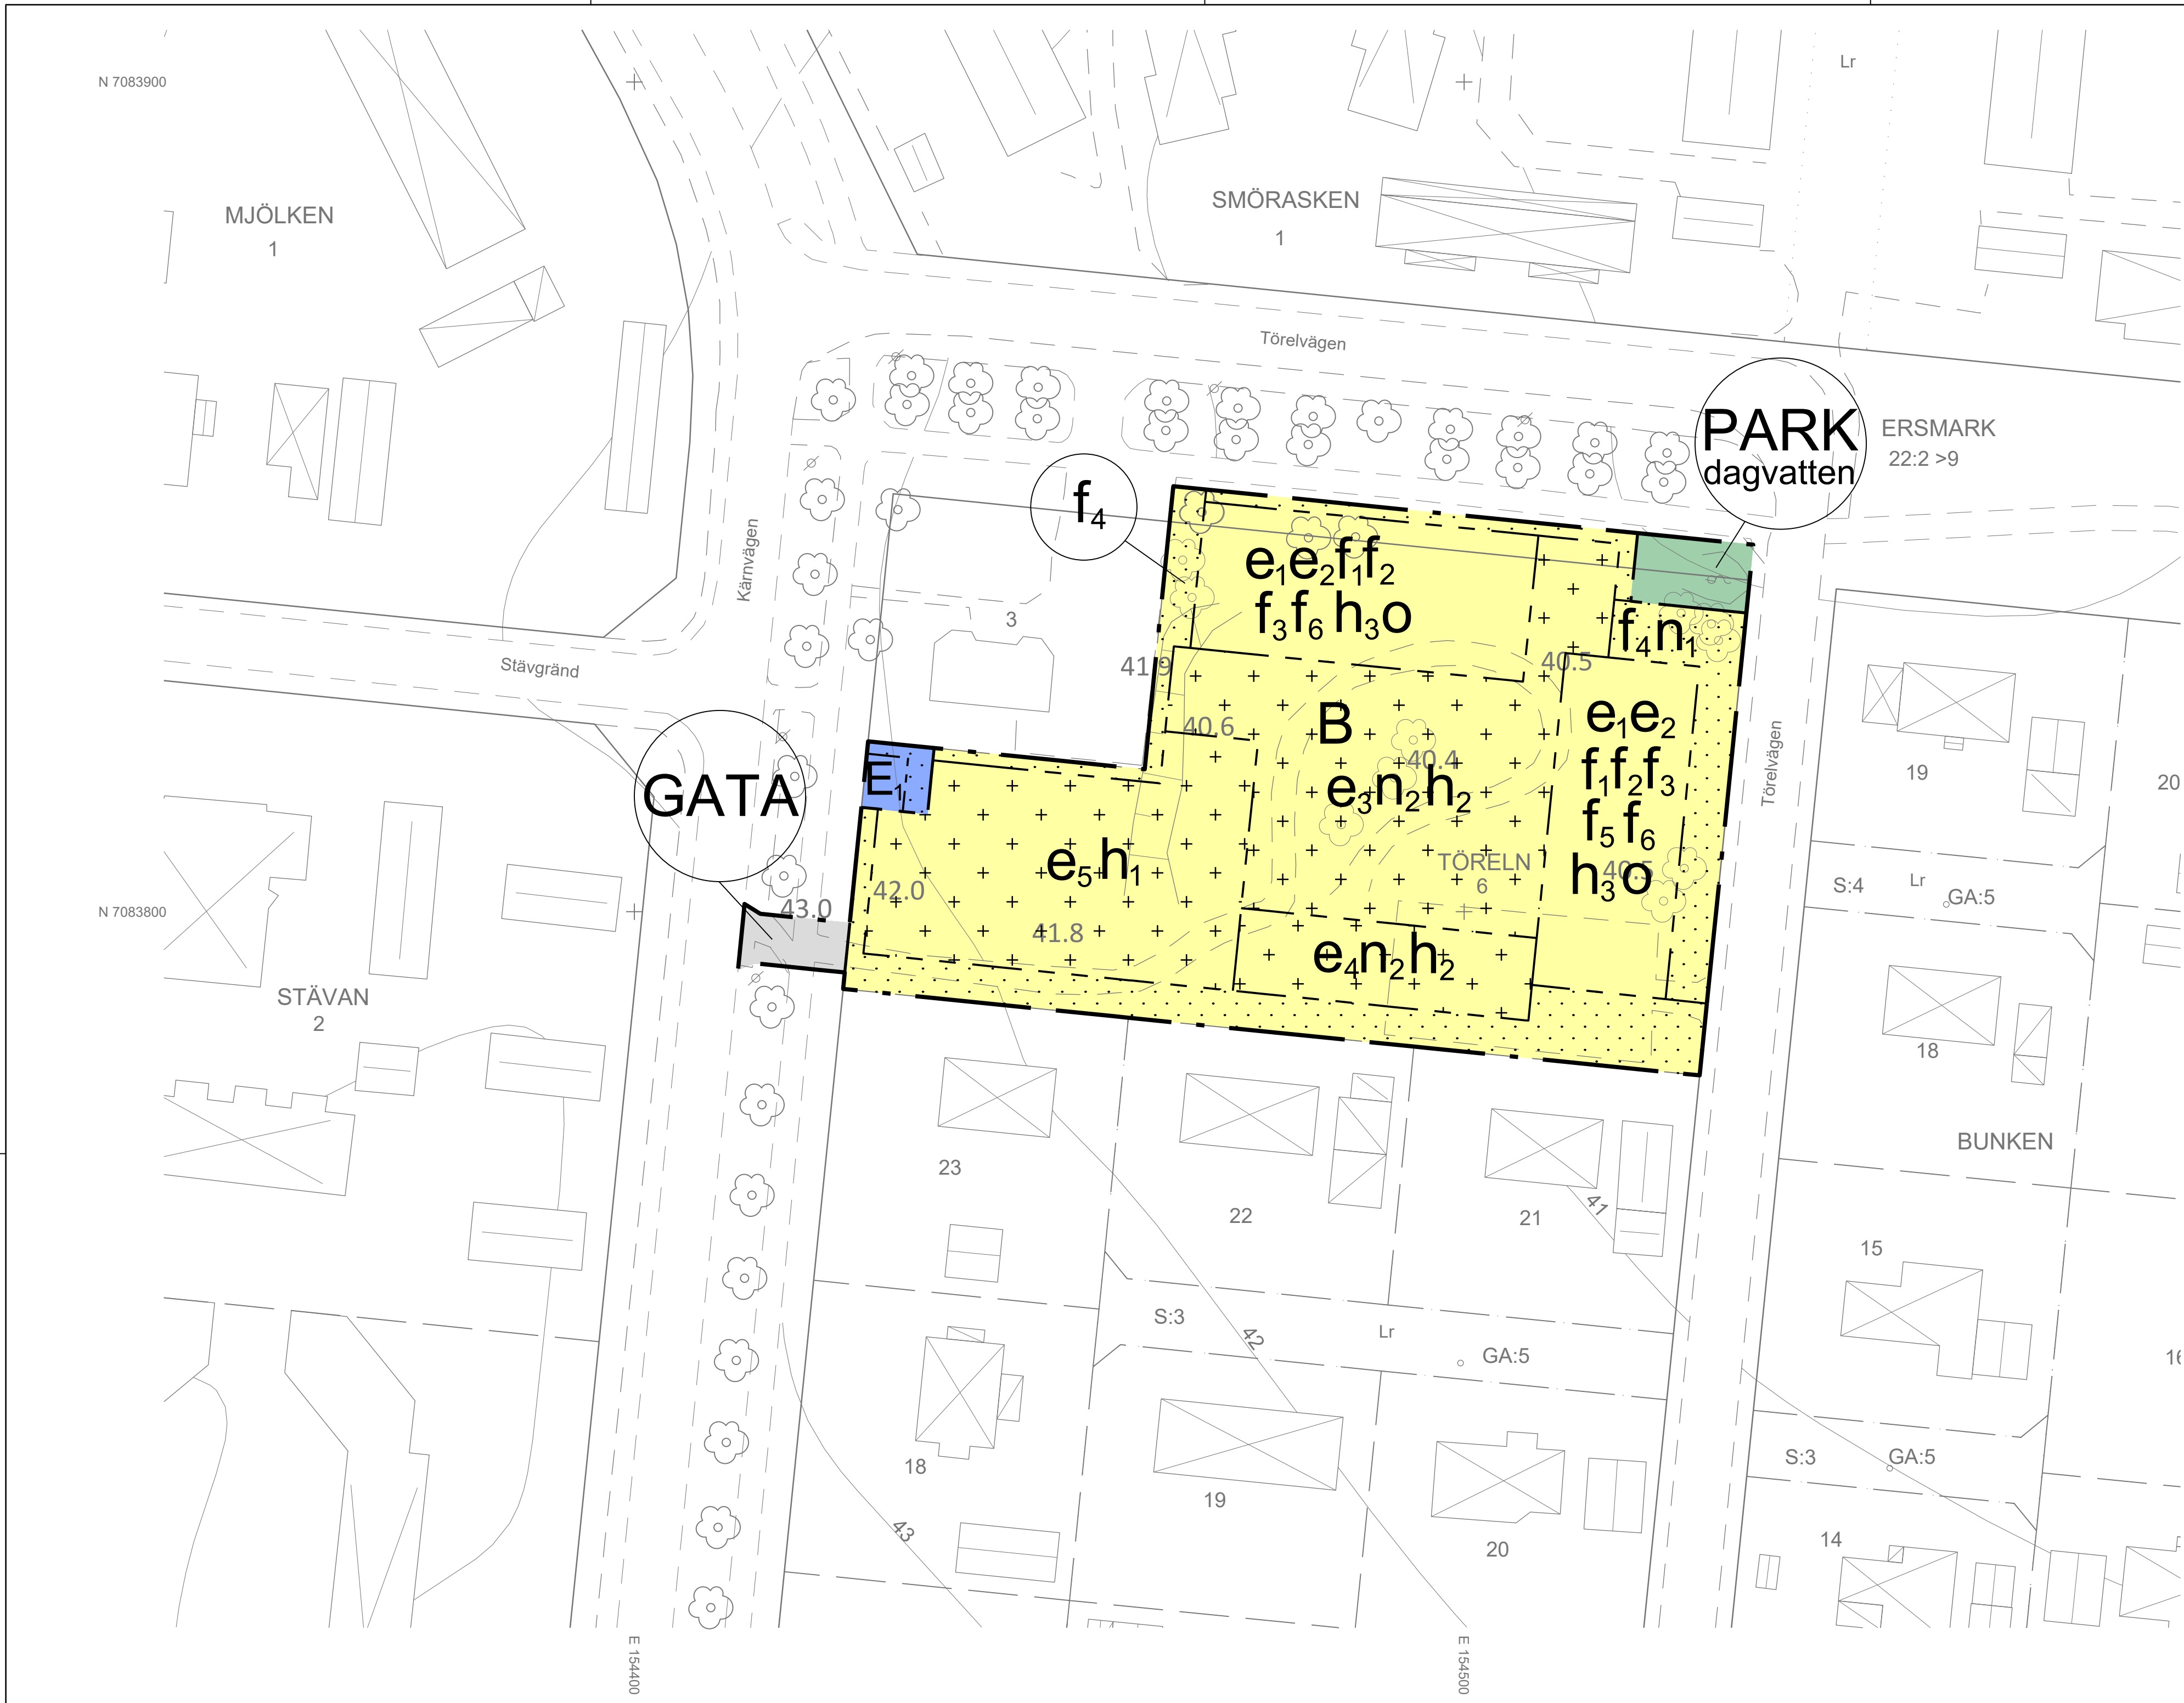 Lr
N 7083900
SMÖRASKEN
1
MJÖLKEN
1
Törelvägen
PARK
dagvatten
ERSMARK
22:2 >9
f₄
Kärnvägen
e₁e₂f₁f₂
f₃f₆h₃o
3
f₄n₁
Stävgränd
41.9
40.5
40.6
B
e₁e₂
Törelvägen
19
20
GATA
E₁
40.4
e₃n₂h₂
f₁f₂f₃
f₅f₆
e₅h₁
TÖRELN
6
h₃o
40.5
42.0
S:4
Lr
GA:5
N 7083800
43.0
41.8
e₄n₂h₂
STÄVAN
2
18
BUNKEN
23
22
21
41
15
S:3
42
Lr
GA:5
18
19
20
43
S:3
GA:5
14
E 154400
E 154500